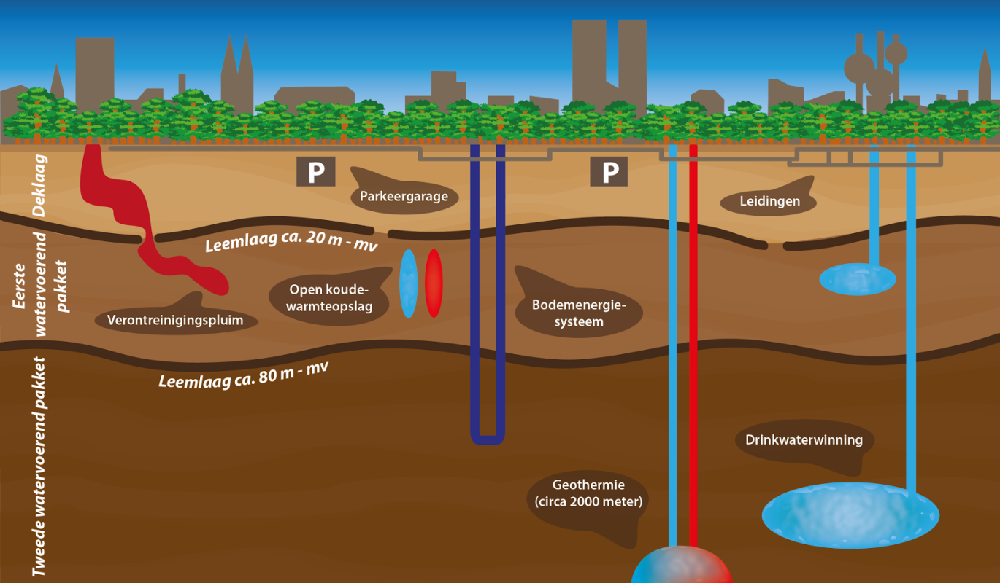 P
P
Parkeergarage
Leidingen
Deklaag
Leemlaag ca. 20 m - mv
Eerste
watervoerend
pakket
Open koude-
warmteopslag
Bodemenergie-
systeem
Verontreinigingspluim
Leemlaag ca. 80 m - mv
Tweede watervoerend pakket
Drinkwaterwinning
Geothermie
(circa 2000 meter)